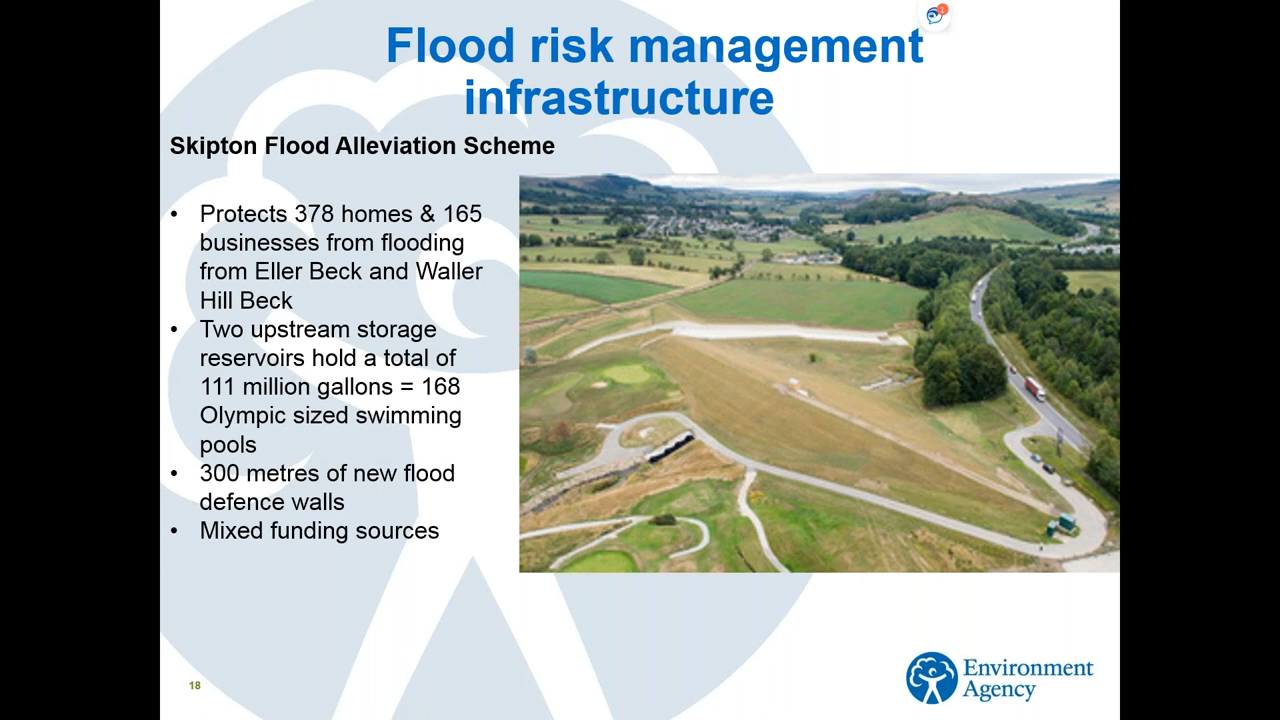 Flood risk management
infrastructure
Skipton Flood Alleviation Scheme
• Protects 378 homes & 165
businesses from flooding
from Eller Beck and Waller
Hill Beck
• Two upstream storage
reservoirs hold a total of
111 million gallons = 168
Olympic sized swimming
pools
• 300 metres of new flood
defence walls
• Mixed funding sources
18
Environment
Agency
1